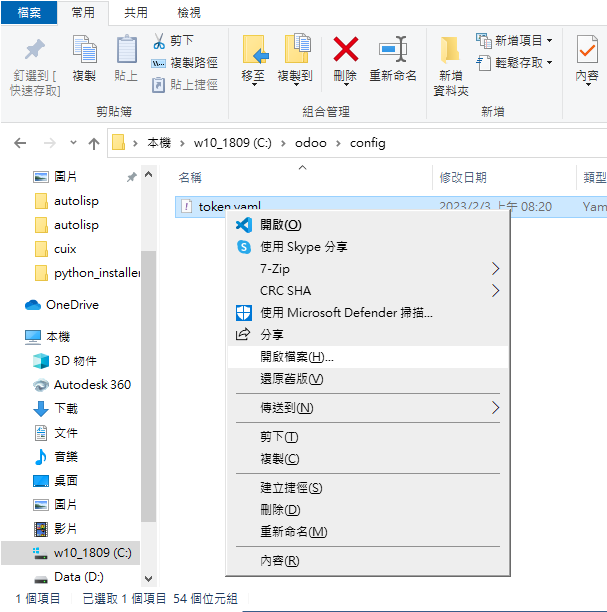 檔案 常用 共用 檢視
釘選到 [
快速存取]
複製
貼上
剪下
複製路徑
貼上捷徑
剪貼簿
移至
複製到
刪除
重新命名
組合管理
新增
資料夾
新增項目
輕鬆存取
新增
內容
本機 › w10_1809 (C:) › odoo › config
圖片
autolisp
autolisp
cuix
python_installer
OneDrive
本機
3D 物件
Autodesk 360
下載
文件
音樂
桌面
圖片
影片
w10_1809 (C:)
Data (D:)
名稱 修改日期 類型
token.yaml 2023/2/3 上午 08:20 Yam
開啟(O)
使用 Skype 分享
7-Zip
CRC SHA
使用 Microsoft Defender 掃描...
分享
開啟檔案(H)...
還原舊版(V)
傳送到(N)
剪下(T)
複製(C)
建立捷徑(S)
刪除(D)
重新命名(M)
內容(R)
1 個項目 已選取 1 個項目 54 個位元組